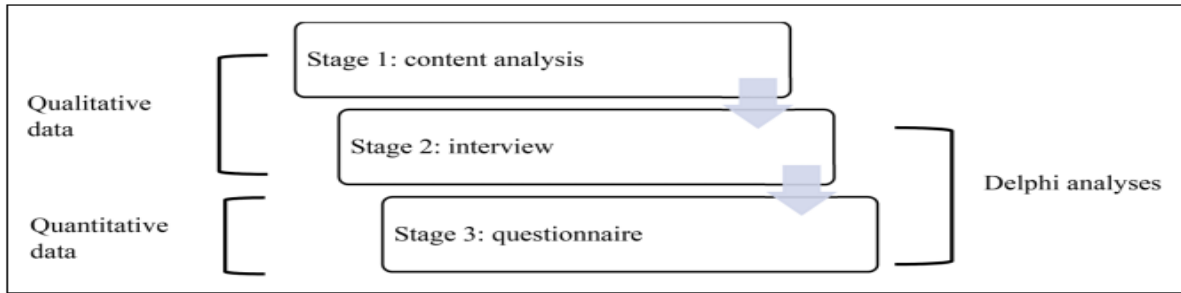 Stage 1: content analysis
Qualitative
data
Stage 2: interview
Delphi analyses
Quantitative
data
Stage 3: questionnaire